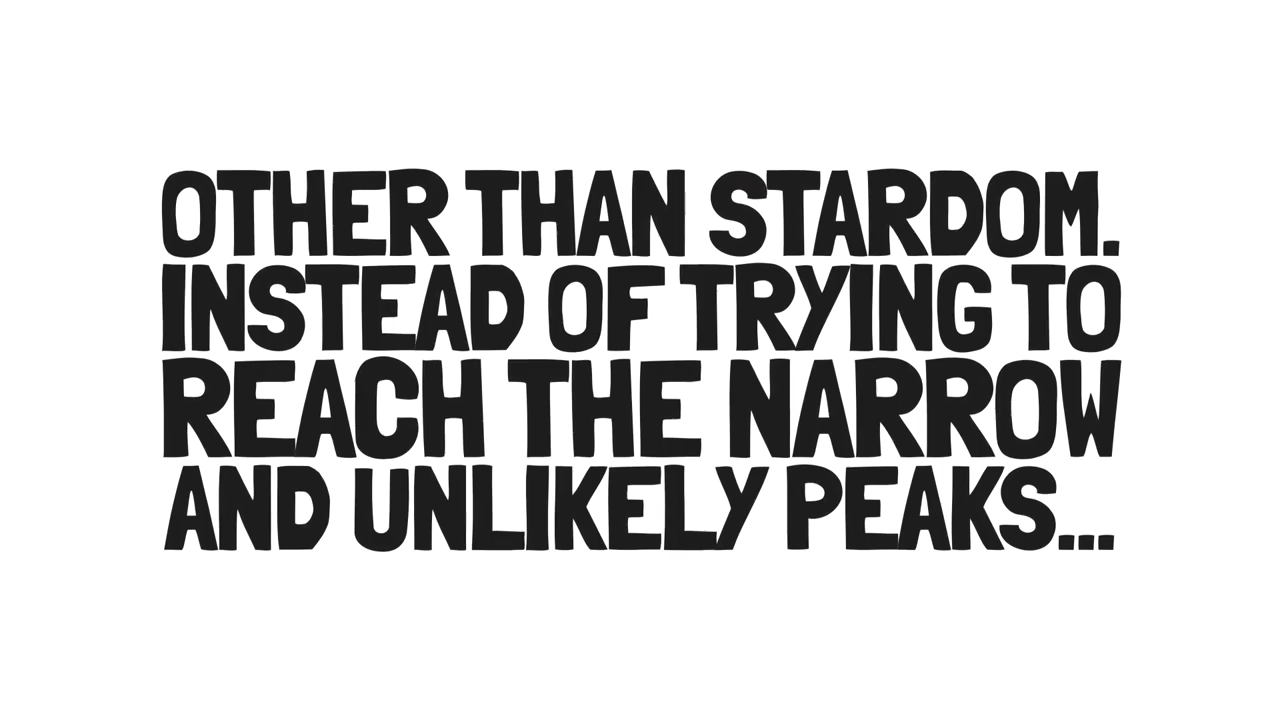 OTHER THAN STARDOM.
INSTEAD OF TRYING TO
REACH THE NARROW
AND UNLIKELY PEAKS...